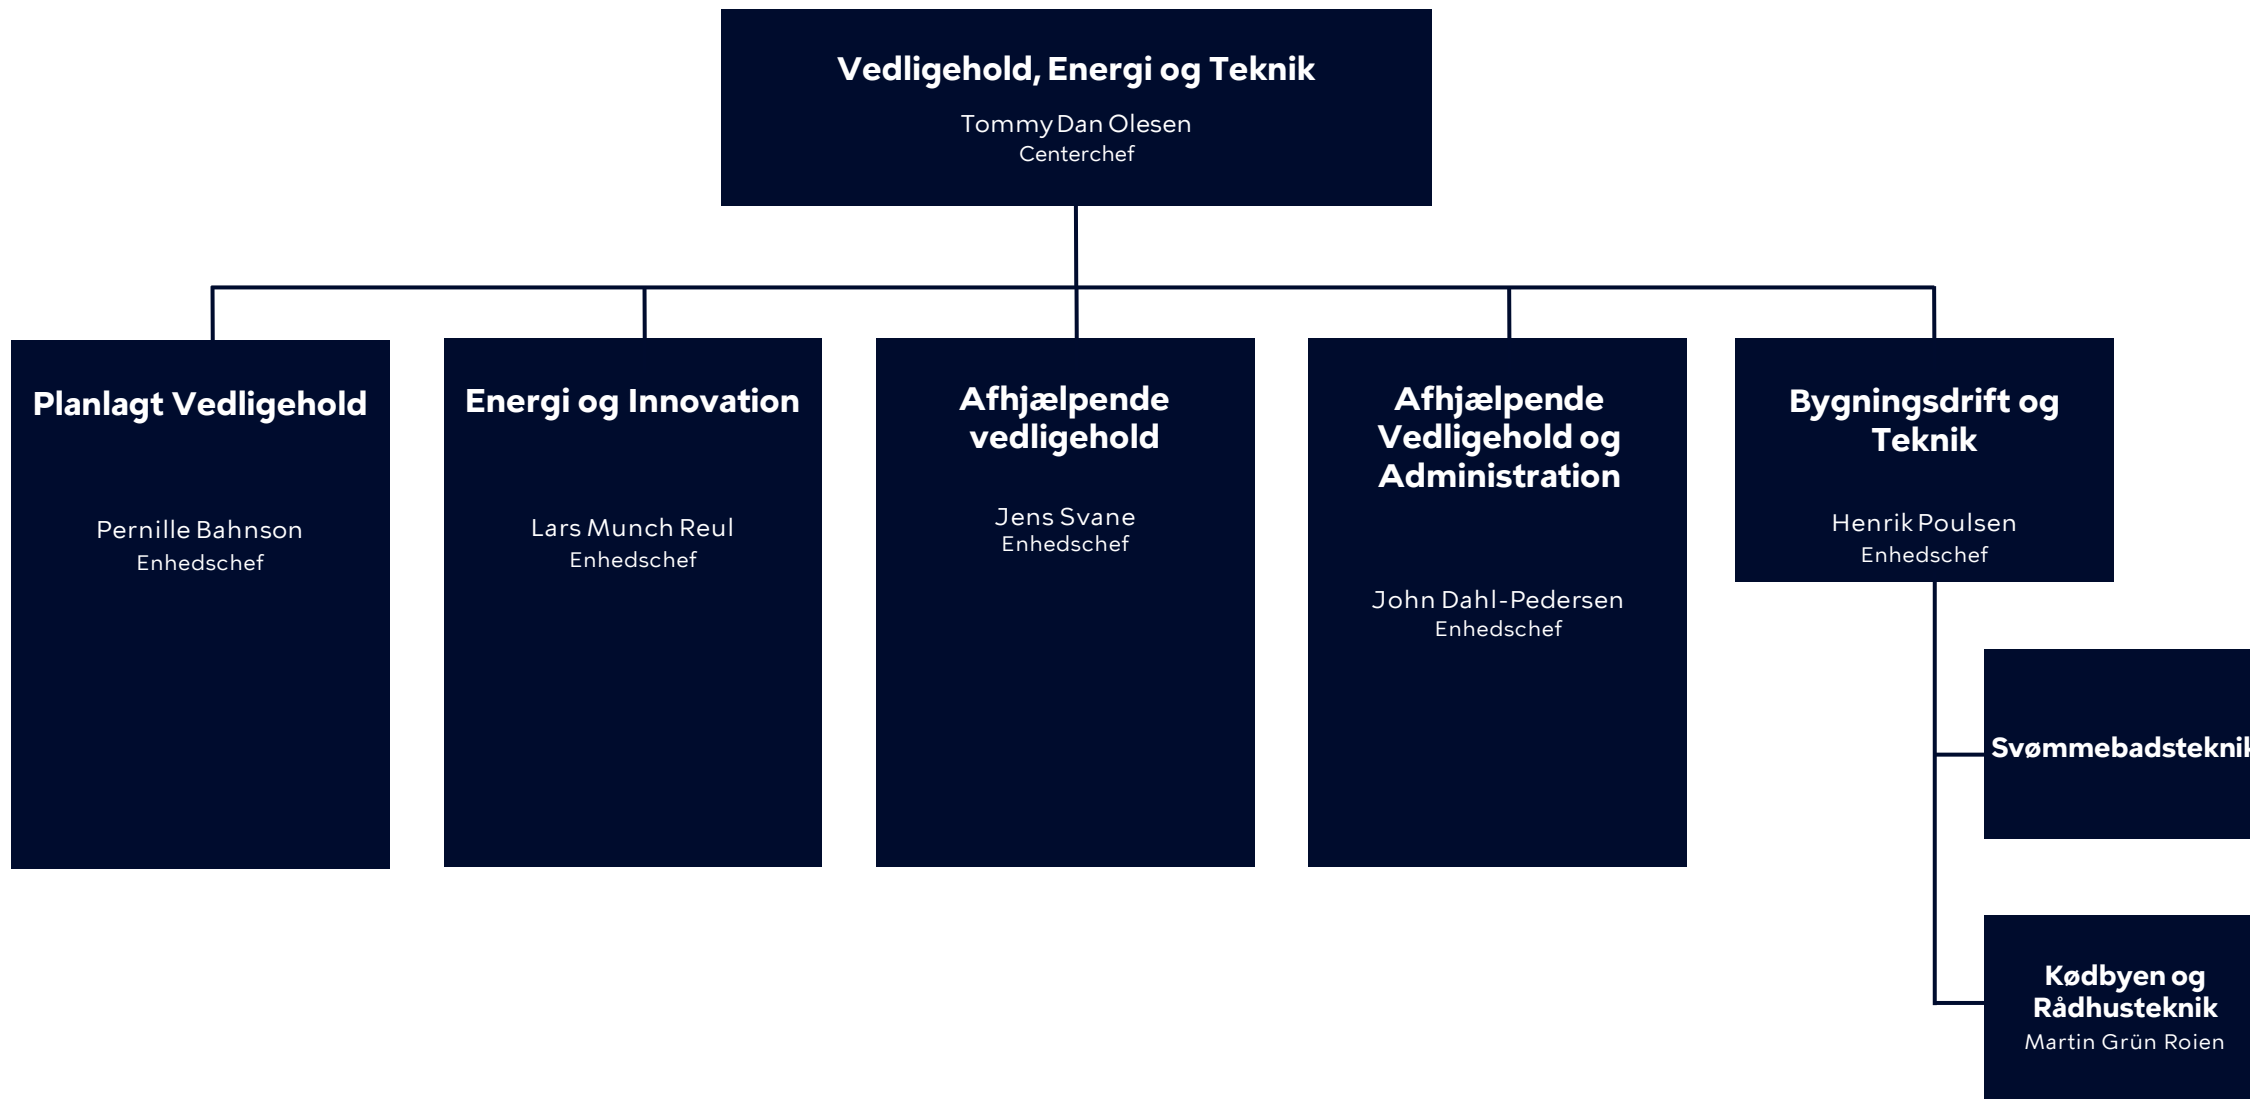 Vedligehold, Energi og Teknik
Tommy Dan Olesen
Centerchef
Planlagt Vedligehold
Pernille Bahnson
Enhedschef
Energi og Innovation
Lars Munch Reul
Enhedschef
Afhjælpende
vedligehold
Jens Svane
Enhedschef
Afhjælpende
Vedligehold og
Administration
John Dahl-Pedersen
Enhedschef
Bygningsdrift og
Teknik
Henrik Poulsen
Enhedschef
Svømmebadsteknik
Kødbyen og
Rådhusteknik
Martin Grün Roien